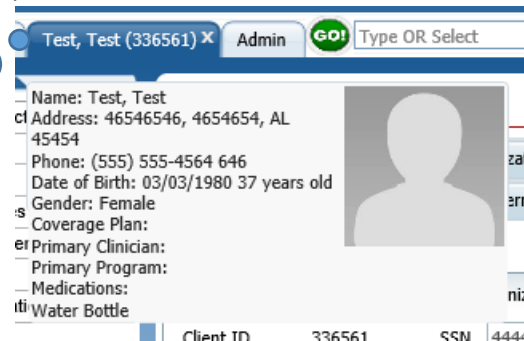 Test, Test (336561) X
Admin
GO!
Type OR Select
Name: Test, Test
Address: 46546546, 4654654, AL
45454
Phone: (555) 555-4564 646
Date of Birth: 03/03/1980 37 years old
Gender: Female
Coverage Plan:
Primary Clinician:
Primary Program:
Medications:
Water Bottle
Client ID 336561 SSN 4444